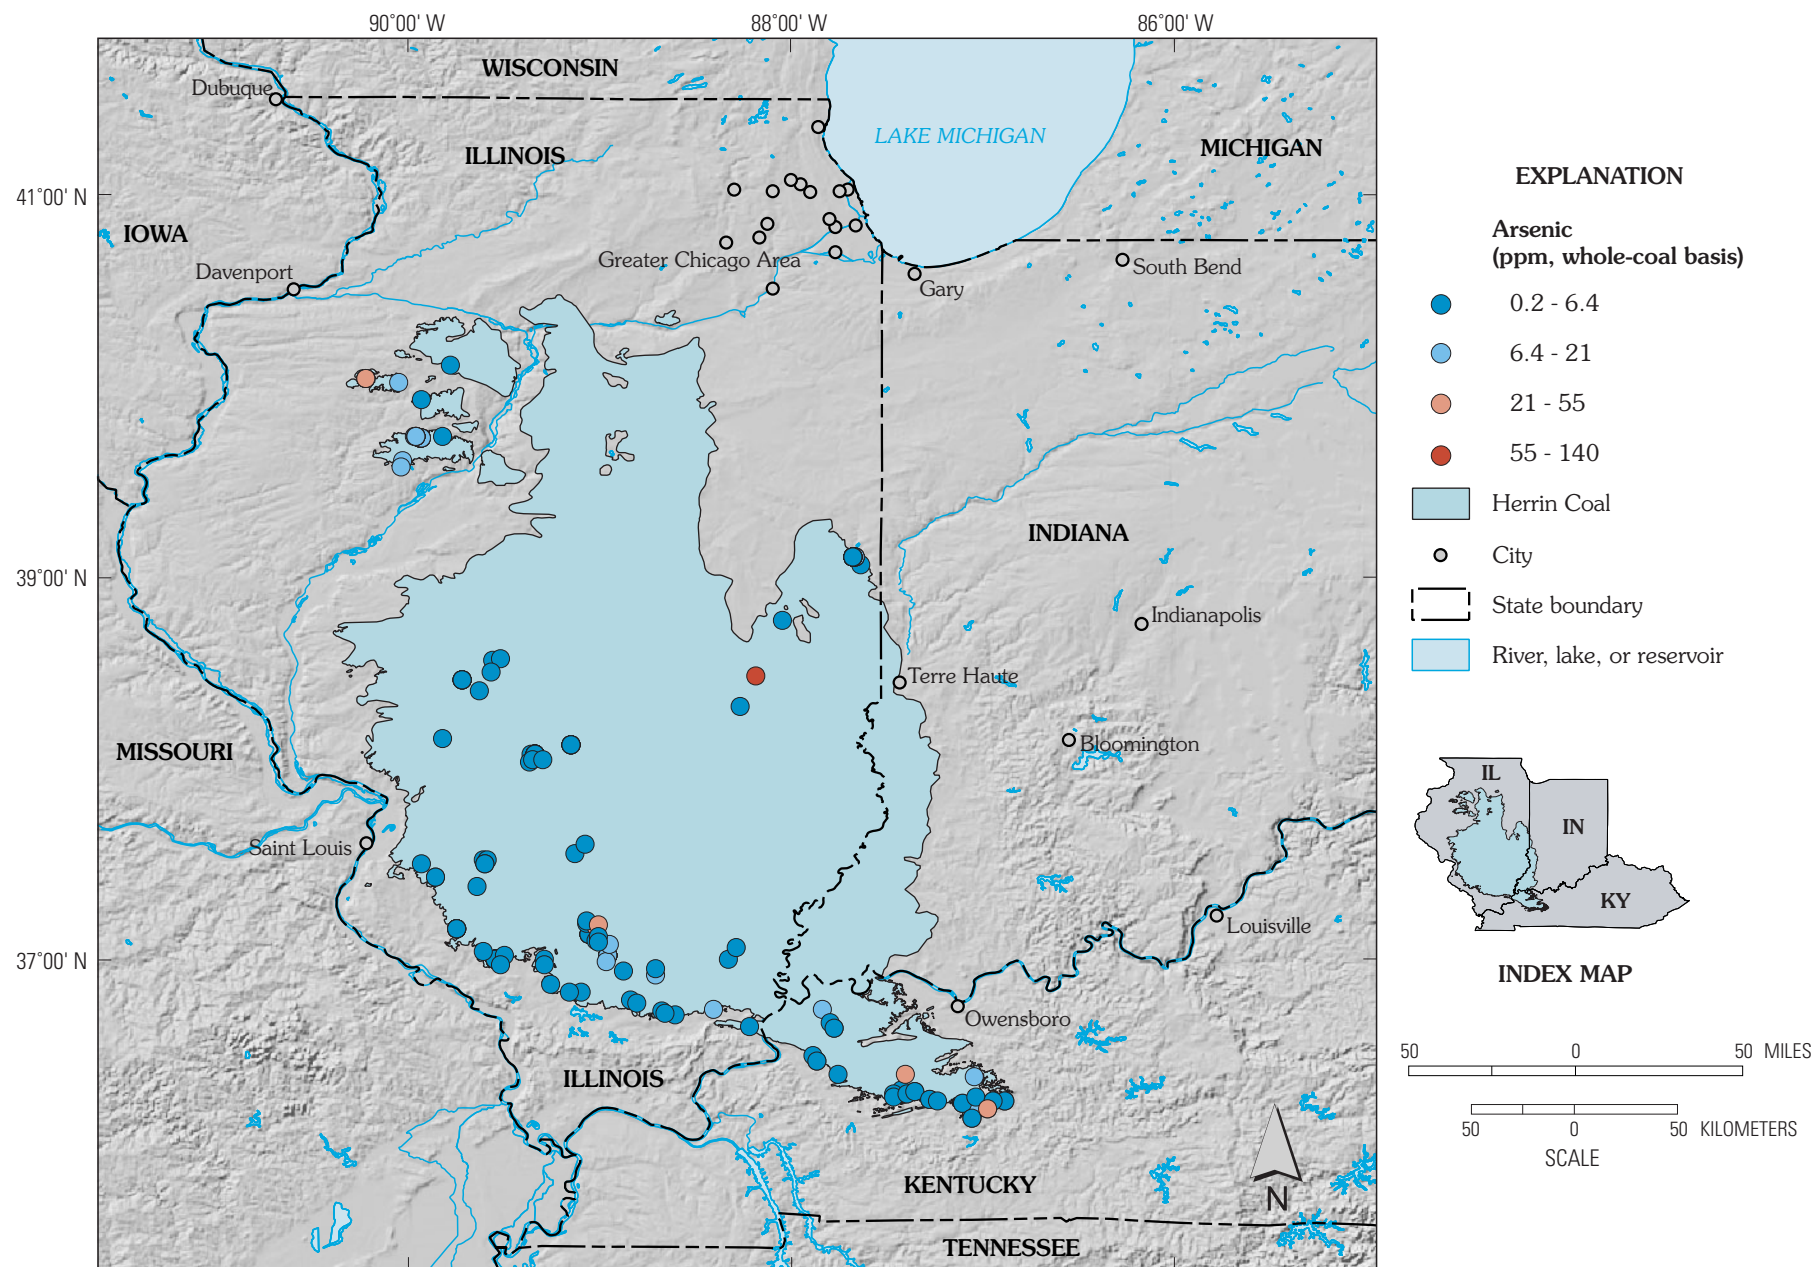 90°00' W
88°00' W
86°00' W
WISCONSIN
Dubuque
LAKE MICHIGAN
ILLINOIS
MICHIGAN
41°00' N
IOWA
Greater Chicago Area
Davenport
South Bend
Gary
INDIANA
39°00' N
Indianapolis
Terre Haute
MISSOURI
Bloomington
Saint Louis
Louisville
37°00' N
Owensboro
ILLINOIS
KENTUCKY
N
TENNESSEE
EXPLANATION
Arsenic
(ppm, whole-coal basis)
0.2 - 6.4
6.4 - 21
21 - 55
55 - 140
Herrin Coal
City
State boundary
River, lake, or reservoir
IL
IN
KY
INDEX MAP
50 0 50 MILES
50 0 50 KILOMETERS
SCALE